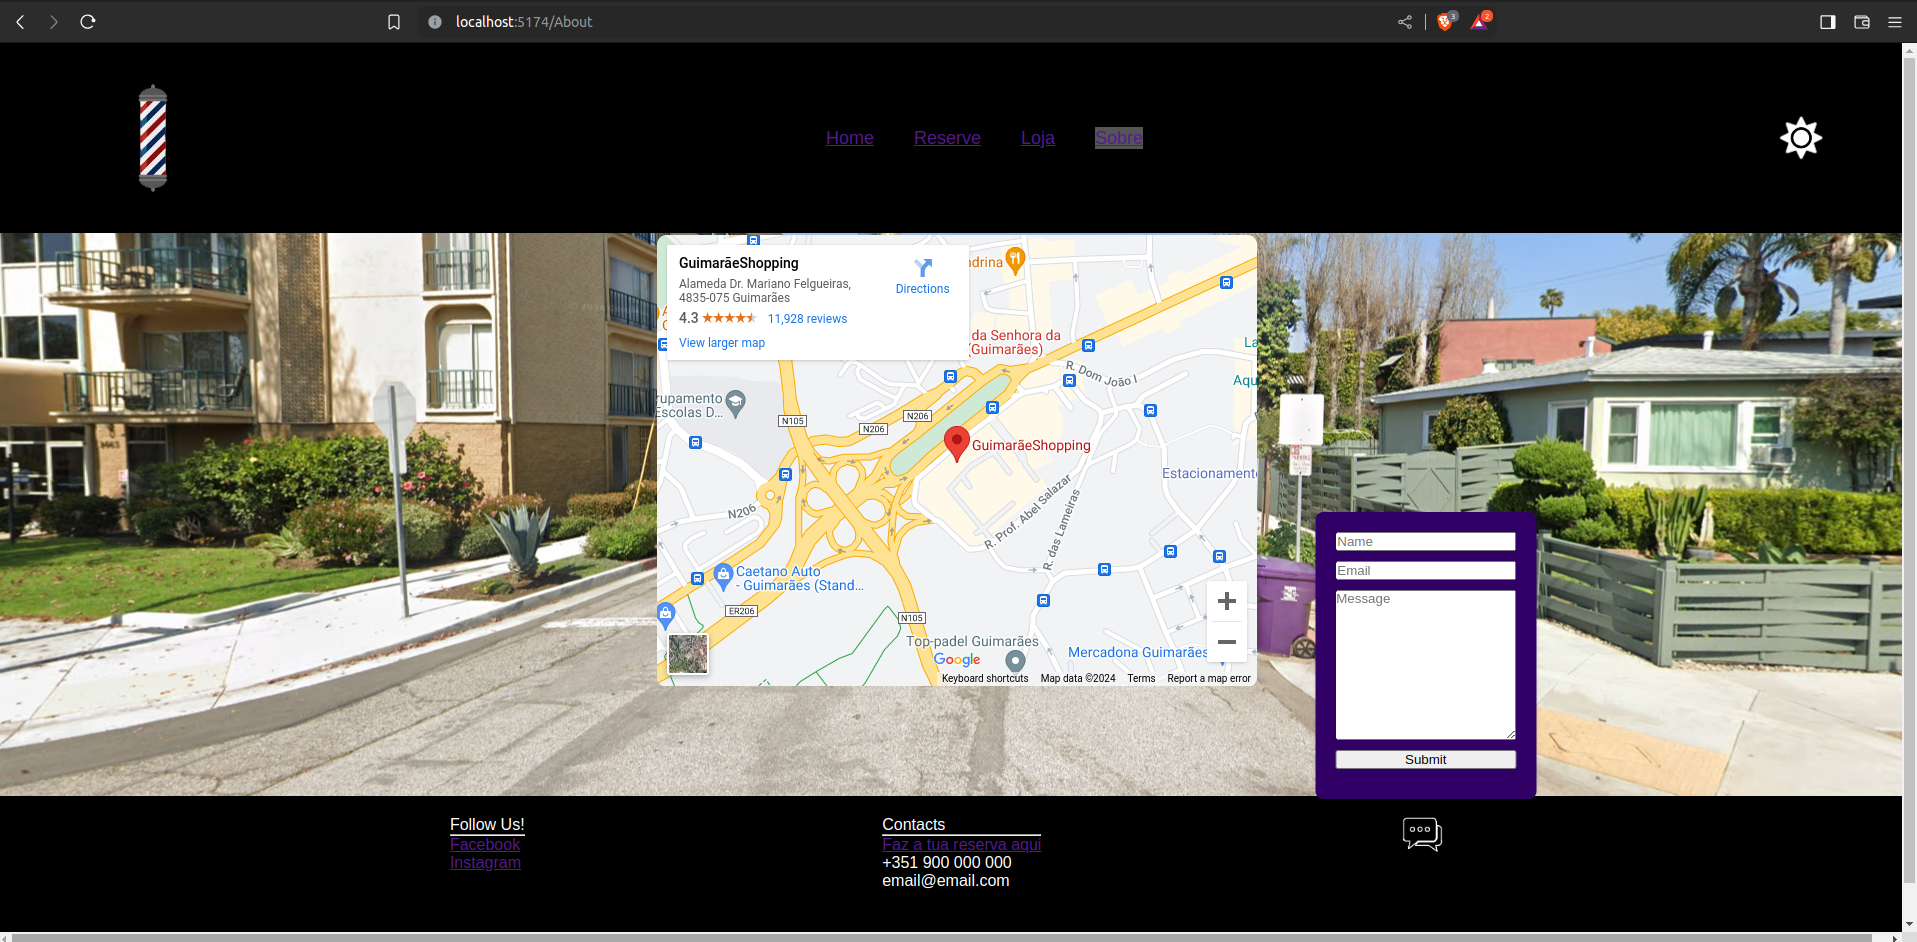 localhost:5174/About
3
2
Home
Reserve
Loja
Sobre
GuimarãeShopping
Alameda Dr. Mariano Felgueiras,
4835-075 Guimarães
4.3
11,928 reviews
View larger map
Directions
ndrina
da Senhora da
(Guimarães)
La
Aqu
R. Dom João I
rupamento
Escolas D...
N105
N206
N206
GuimarãeShopping
Estacionamento
N206
R. Prof. Abel Salazar
R. das Lameiras
Caetano Auto
- Guimarães (Stand...
ER206
N105
Top-padel Guimarães
Mercadona Guimarães
Google
Keyboard shortcuts
Map data ©2024
Terms
Report a map error
Name
Email
Message
Submit
Follow Us!
Facebook
Instagram
Contacts
Faz a tua reserva aqui
+351 900 000 000
email@email.com